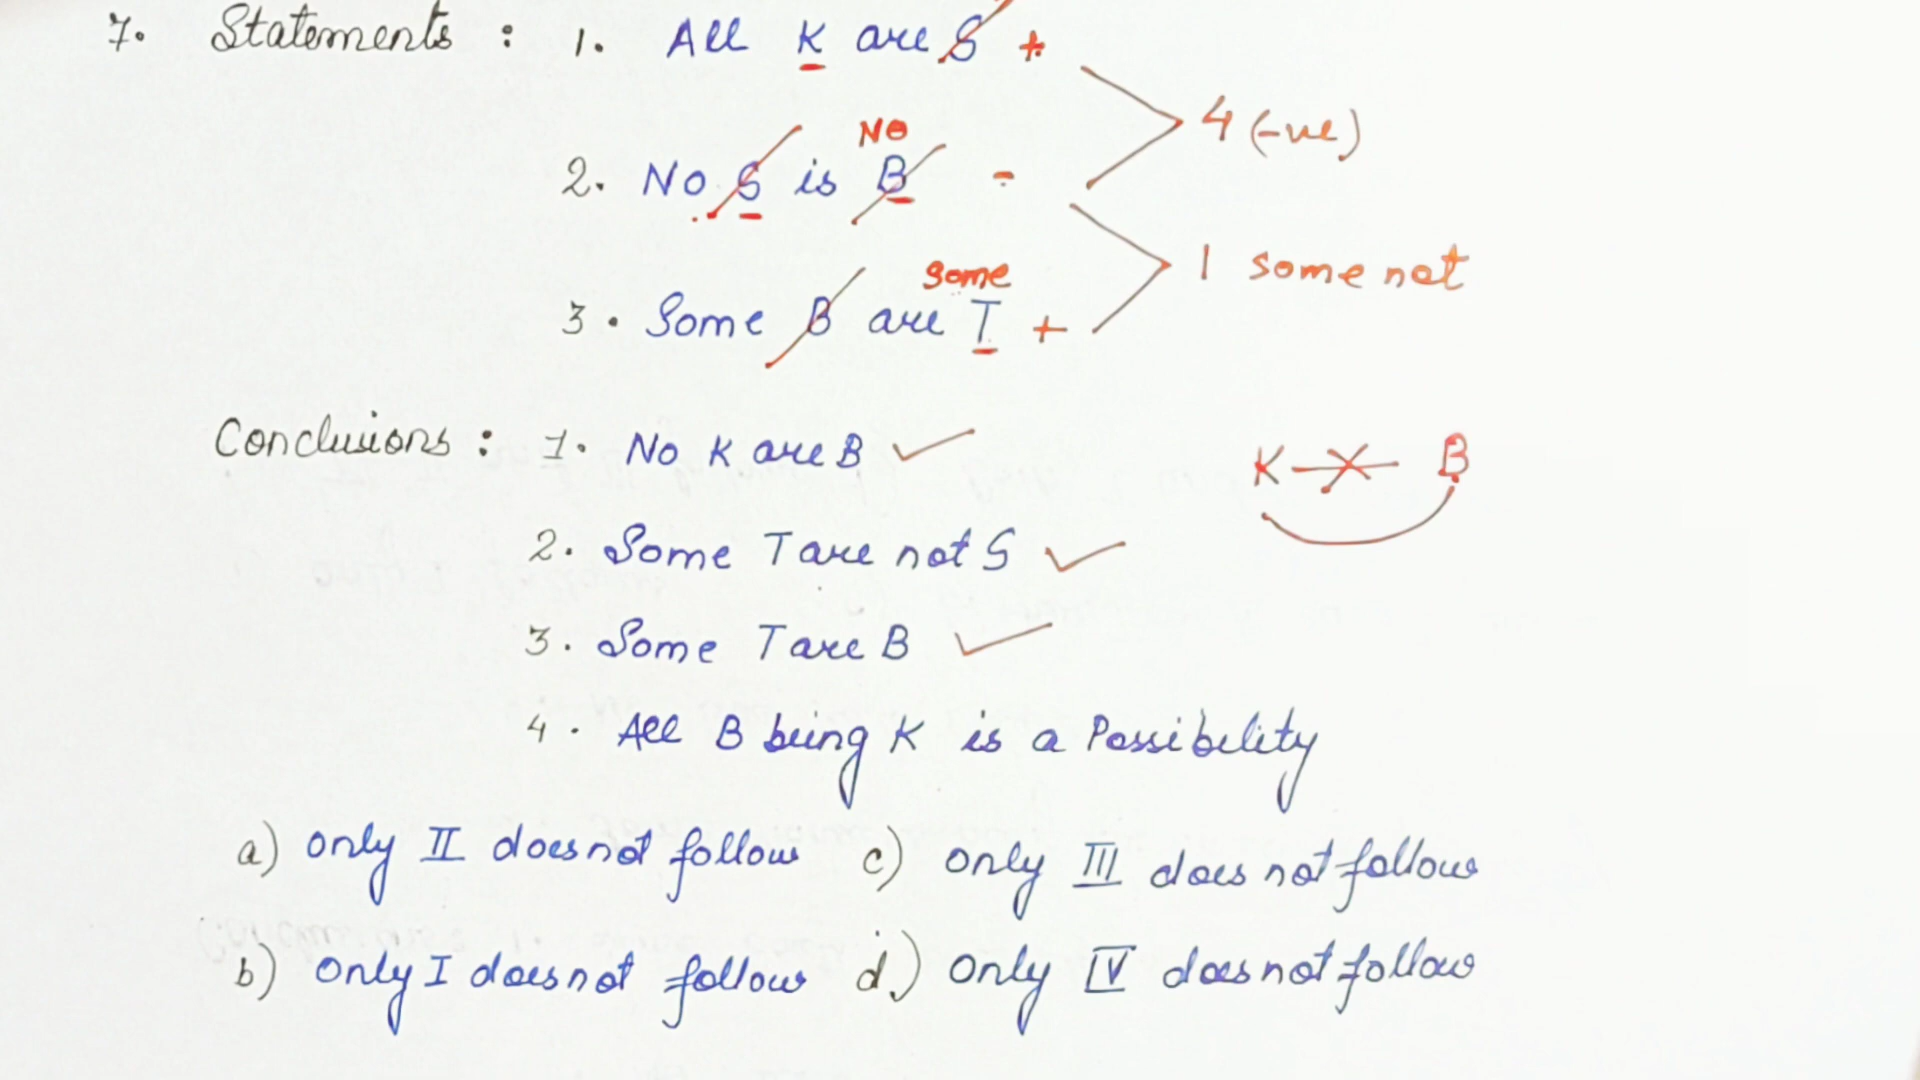 7. Statements : 1. All K are S +
4 (-ve)
NO
2. No S is B -
some
1 some not
3. Some B are T +
Conclusions : 1. No K are B ✓
K B
2. Some T are not S ✓
3. Some T are B ✓
4. All B being K is a Possibility
a) only II does not follow c) only III does not follow
b) only I does not follow d.) only IV does not follow